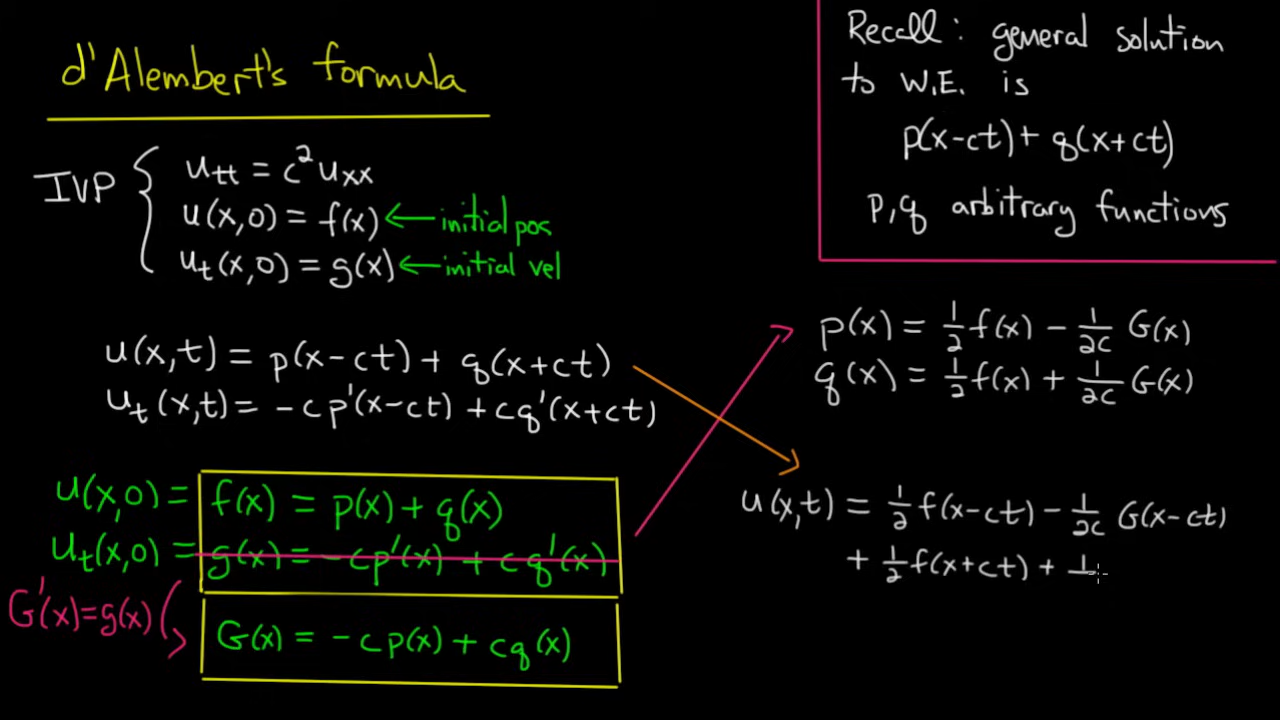 d'Alembert's formula
IVP { u_tt = c² u_xx
u(x,0) = f(x) ← initial pos
u_t(x,0) = g(x) ← initial vel
u(x,t) = p(x-ct) + q(x+ct)
u_t(x,t) = -cp'(x-ct) + cq'(x+ct)
u(x,0) = f(x) = p(x) + q(x)
u_t(x,0) = g(x) = -cp'(x) + cq'(x)
G'(x)=g(x)
G(x) = -cp(x) + cq(x)
Recall: general solution
to W.E. is
p(x-ct) + q(x+ct)
p,q arbitrary functions
p(x) = 1/2 f(x) - 1/2c G(x)
q(x) = 1/2 f(x) + 1/2c G(x)
u(x,t) = 1/2 f(x-ct) - 1/2c G(x-ct)
+ 1/2 f(x+ct) + 1/